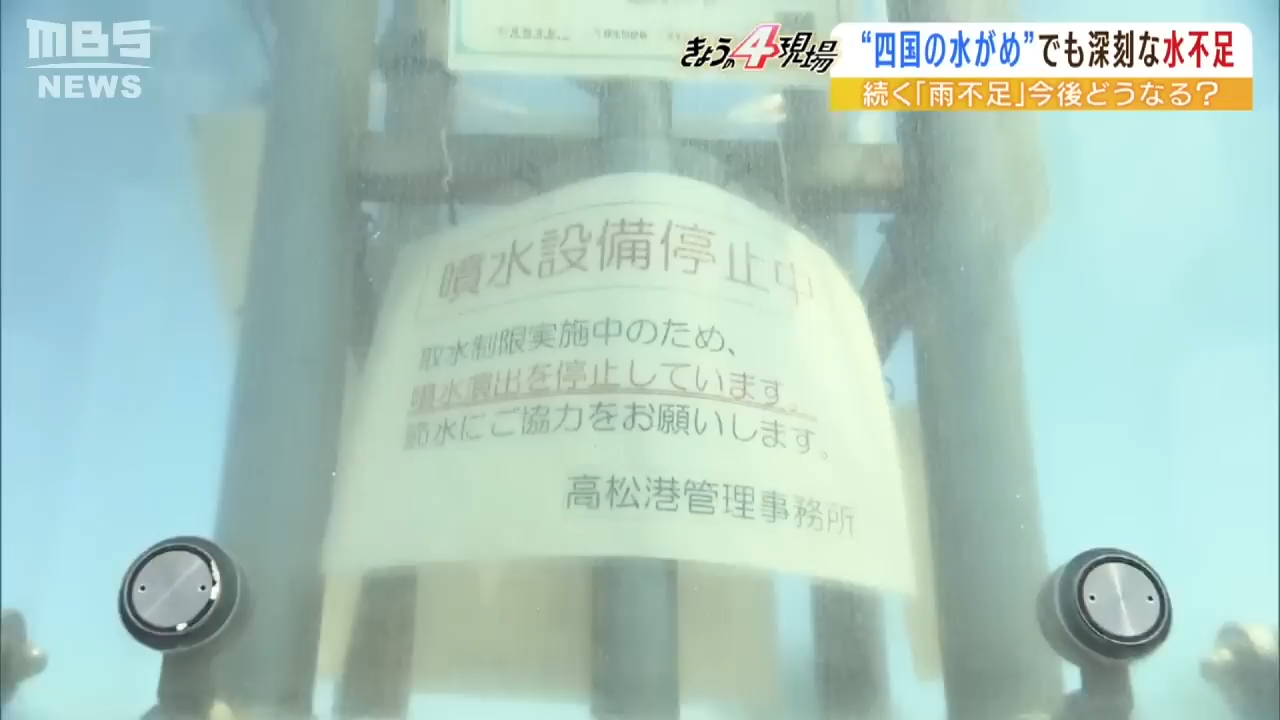 MBS
NEWS
きょうの4現場
“四国の水がめ”でも深刻な水不足
続く「雨不足」今後どうなる？
噴水設備停止中
取水制限実施中のため、
噴水演出を停止しています。
節水にご協力をお願いします。
高松港管理事務所